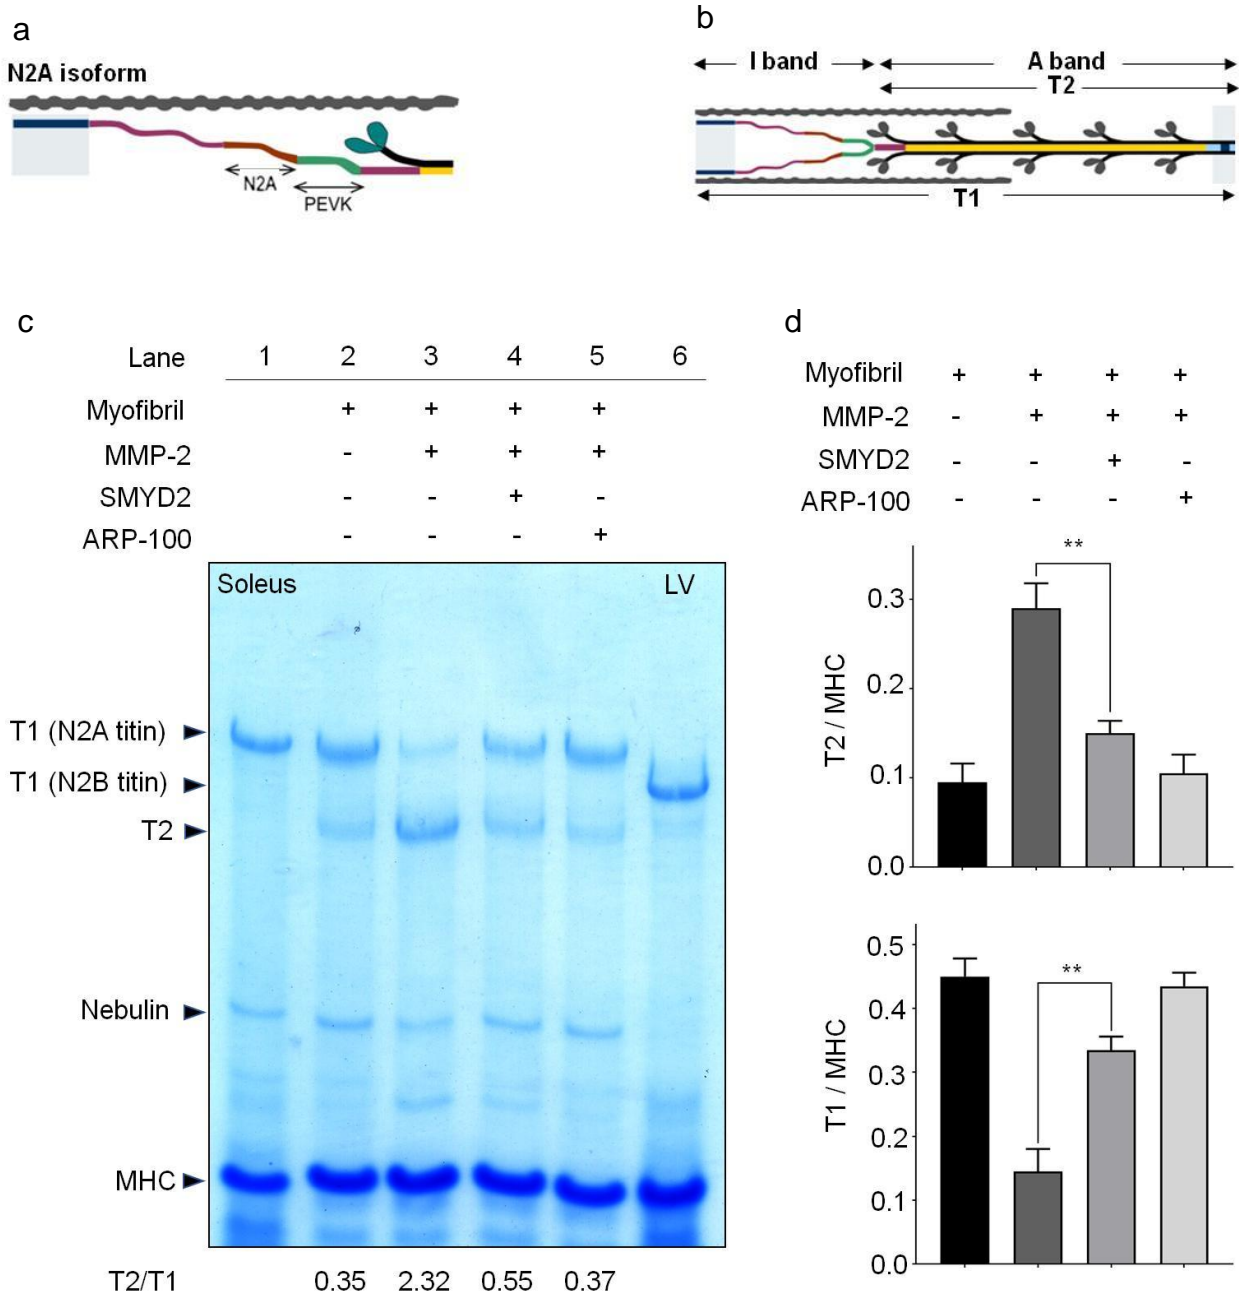 a
N2A isoform
N2A
PEVK
b
I band
A band
T2
T1
c
Lane 1 2 3 4 5 6
Myofibril + + + +
MMP-2 - + + +
SMYD2 - - + -
ARP-100 - - - +
Soleus LV
T1 (N2A titin)
T1 (N2B titin)
T2
Nebulin
MHC
T2/T1 0.35 2.32 0.55 0.37
d
Myofibril + + + +
MMP-2 - + + +
SMYD2 - - + -
ARP-100 - - - +
**
T2 / MHC
0.3
0.2
0.1
0.0
**
T1 / MHC
0.5
0.4
0.3
0.2
0.1
0.0